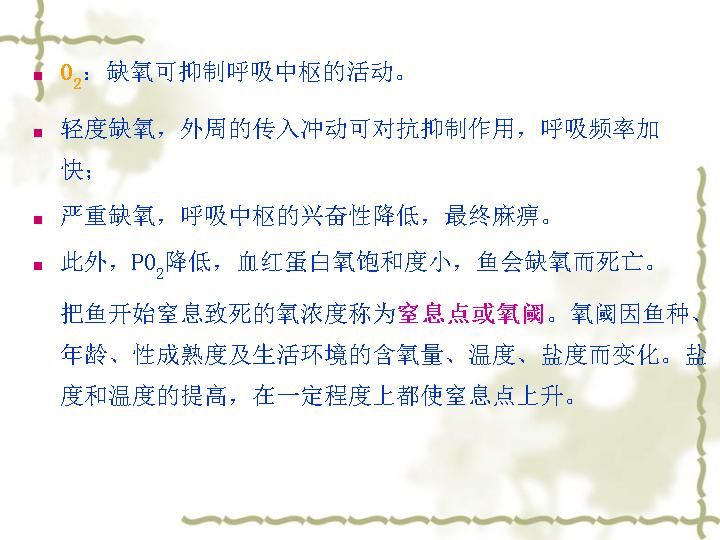 O2：缺氧可抑制呼吸中枢的活动。
轻度缺氧，外周的传入冲动可对抗抑制作用，呼吸频率加
快；
严重缺氧，呼吸中枢的兴奋性降低，最终麻痹。
此外，PO2降低，血红蛋白氧饱和度小，鱼会缺氧而死亡。
把鱼开始窒息致死的氧浓度称为窒息点或氧阈。氧阈因鱼种、
年龄、性成熟度及生活环境的含氧量、温度、盐度而变化。盐
度和温度的提高，在一定程度上都使窒息点上升。